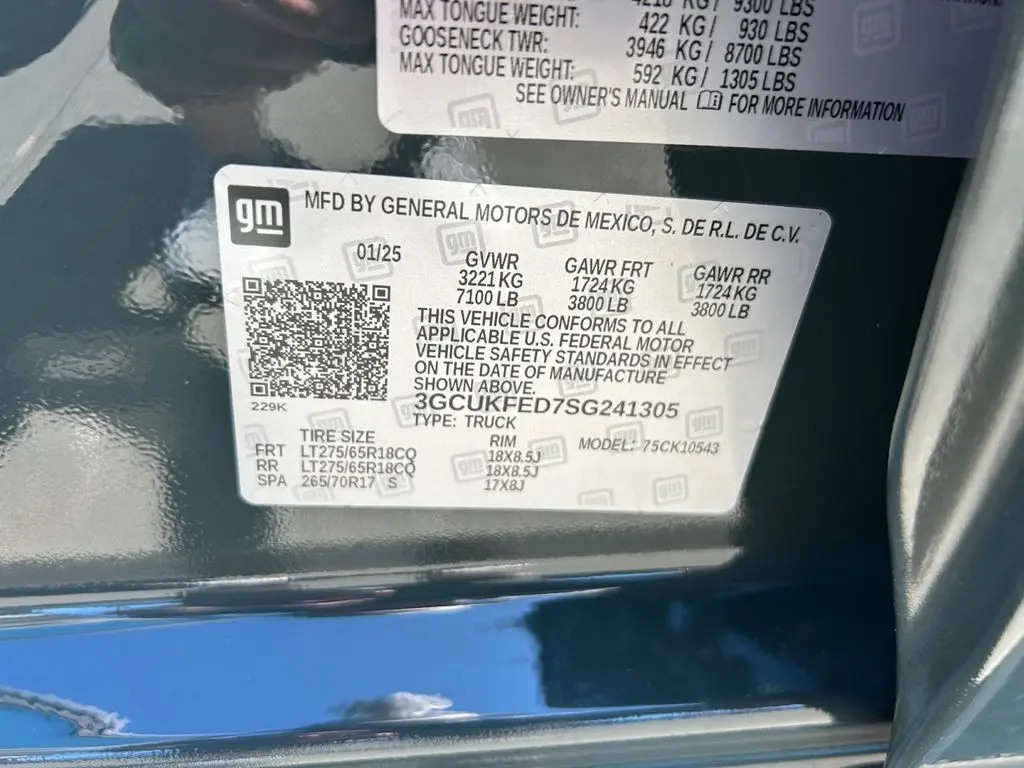 9300 LBS
MAX TONGUE WEIGHT: 422 KG/ 930 LBS
GOOSENECK TWR: 3946 KG/ 8700 LBS
MAX TONGUE WEIGHT: 592 KG/ 1305 LBS
SEE OWNER'S MANUAL FOR MORE INFORMATION
gm MFD BY GENERAL MOTORS DE MEXICO, S. DE R.L. DE C.V.
01/25 GVWR GAWR FRT GAWR RR
3221 KG 1724 KG 1724 KG
7100 LB 3800 LB 3800 LB
THIS VEHICLE CONFORMS TO ALL
APPLICABLE U.S. FEDERAL MOTOR
VEHICLE SAFETY STANDARDS IN EFFECT
ON THE DATE OF MANUFACTURE
SHOWN ABOVE.
229K
3GCUKFED7SG241305
TYPE: TRUCK
TIRE SIZE RIM MODEL: 75CK10543
FRT LT275/65R18CQ 18X8.5J
RR LT275/65R18CQ 18X8.5J
SPA 265/70R17 S 17X8J